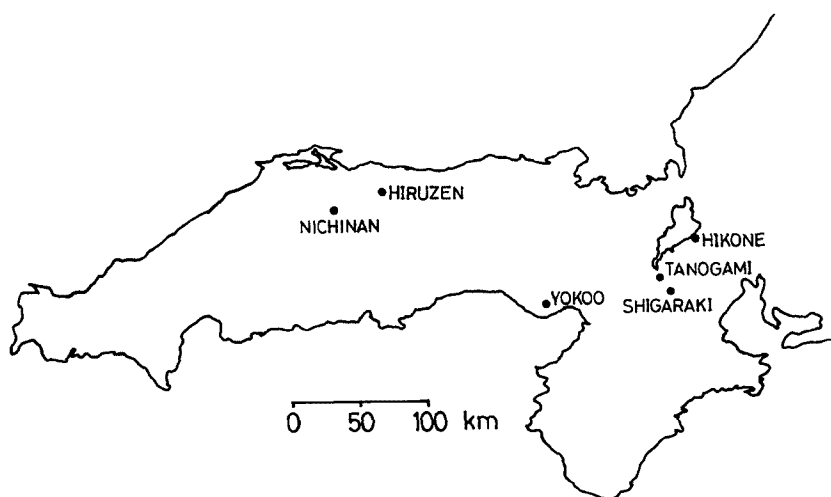 HIRUZEN
NICHINAN
HIKONE
TANOGAMI
YOKOO
SHIGARAKI
0 50 100 km